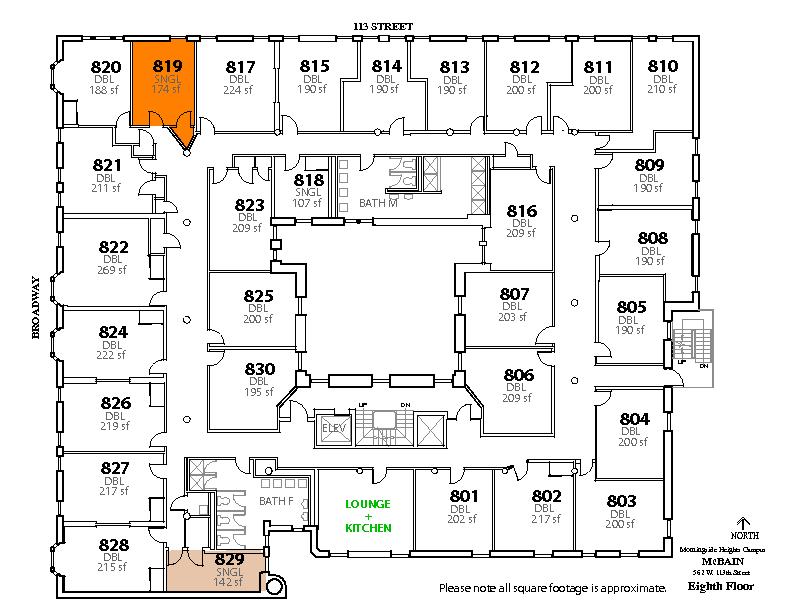 113 STREET
820
DBL
188 sf
819
SNGL
174 sf
817
DBL
224 sf
815
DBL
190 sf
814
DBL
190 sf
813
DBL
190 sf
812
DBL
200 sf
811
DBL
200 sf
810
DBL
210 sf
821
DBL
211 sf
823
DBL
209 sf
818
SNGL
107 sf
BATH M
816
DBL
209 sf
809
DBL
190 sf
822
DBL
269 sf
808
DBL
190 sf
BROADWAY
825
DBL
200 sf
807
DBL
203 sf
805
DBL
190 sf
824
DBL
222 sf
UP
DN
830
DBL
195 sf
806
DBL
209 sf
826
DBL
219 sf
UP
DN
ELEV
804
DBL
200 sf
827
DBL
217 sf
BATH F
LOUNGE
+
KITCHEN
801
DBL
202 sf
802
DBL
217 sf
803
DBL
200 sf
828
DBL
215 sf
829
SNGL
142 sf
NORTH
Morningside Heights Campus
McBAIN
562 W. 113th Street
Eighth Floor
Please note all square footage is approximate.